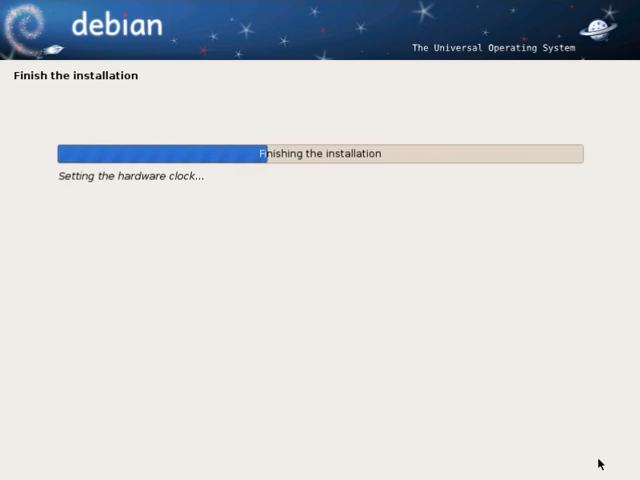 debian
The Universal Operating System
Finish the installation
Finishing the installation
Setting the hardware clock...